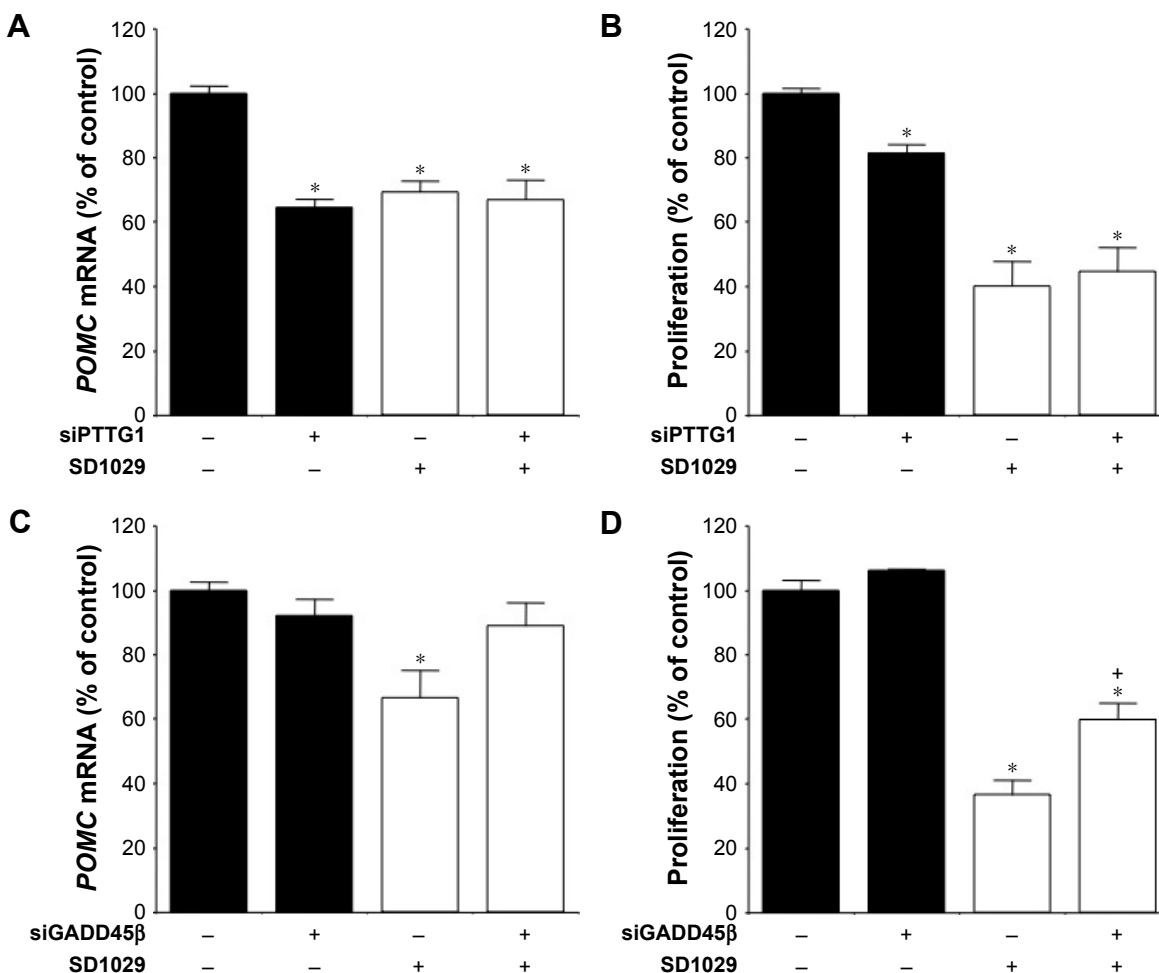 A
POMC mRNA (% of control)
120
100
80
60
40
20
0
*
*
*
siPTTG1 – + – +
SD1029 – – + +
B
Proliferation (% of control)
120
100
80
60
40
20
0
*
*
*
siPTTG1 – + – +
SD1029 – – + +
C
POMC mRNA (% of control)
120
100
80
60
40
20
0
*
siGADD45β – + – +
SD1029 – – + +
D
Proliferation (% of control)
120
100
80
60
40
20
0
*
+
*
siGADD45β – + – +
SD1029 – – + +